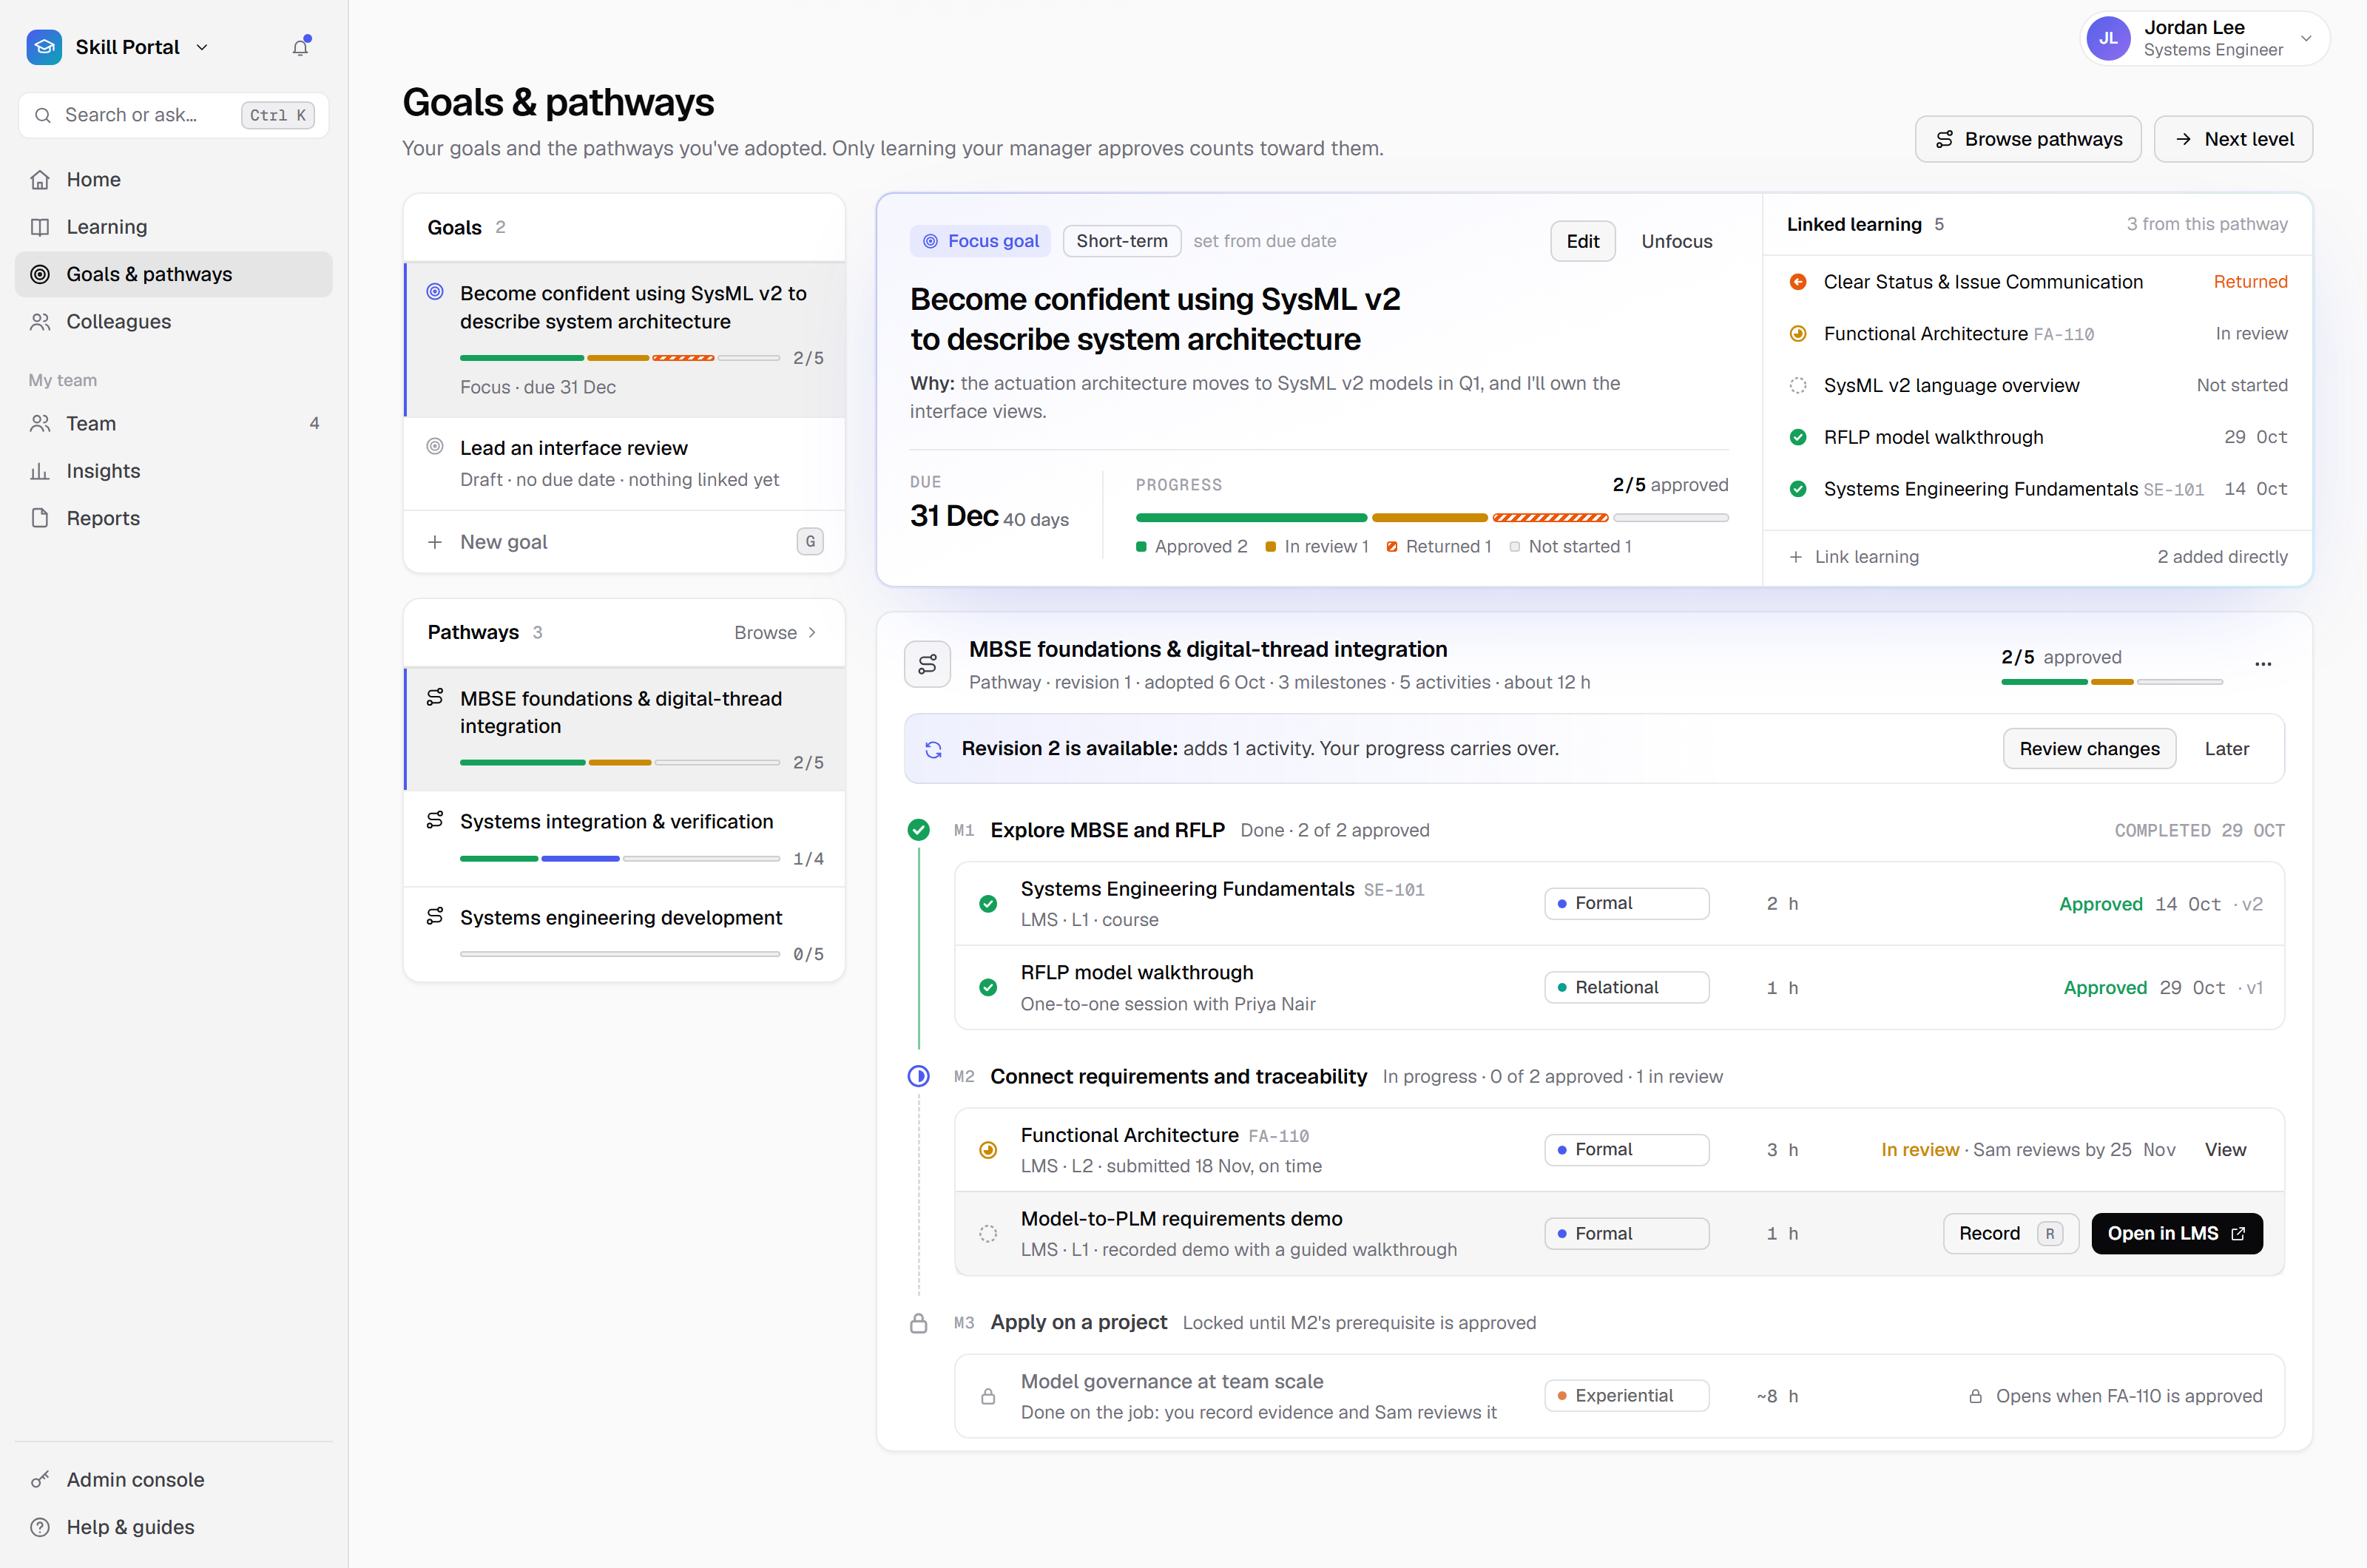 Skill Portal
Search or ask...
Ctrl K
Home
Learning
Goals & pathways
Colleagues
My team
Team 4
Insights
Reports
Admin console
Help & guides
JL
Jordan Lee
Systems Engineer
Goals & pathways
Your goals and the pathways you've adopted. Only learning your manager approves counts toward them.
Browse pathways
Next level
Goals 2
Become confident using SysML v2 to
describe system architecture
2/5
Focus · due 31 Dec
Lead an interface review
Draft · no due date · nothing linked yet
New goal G
Pathways 3 Browse
MBSE foundations & digital-thread
integration
2/5
Systems integration & verification
1/4
Systems engineering development
0/5
Focus goal Short-term set from due date Edit Unfocus
Become confident using SysML v2
to describe system architecture
Why: the actuation architecture moves to SysML v2 models in Q1, and I'll own the
interface views.
DUE
31 Dec 40 days
PROGRESS 2/5 approved
Approved 2 In review 1 Returned 1 Not started 1
Linked learning 5 3 from this pathway
Clear Status & Issue Communication Returned
Functional Architecture FA-110 In review
SysML v2 language overview Not started
RFLP model walkthrough 29 Oct
Systems Engineering Fundamentals SE-101 14 Oct
Link learning 2 added directly
MBSE foundations & digital-thread integration
Pathway · revision 1 · adopted 6 Oct · 3 milestones · 5 activities · about 12 h
2/5 approved
Revision 2 is available: adds 1 activity. Your progress carries over. Review changes Later
M1 Explore MBSE and RFLP Done · 2 of 2 approved COMPLETED 29 OCT
Systems Engineering Fundamentals SE-101
LMS · L1 · course
Formal 2 h Approved 14 Oct · v2
RFLP model walkthrough
One-to-one session with Priya Nair
Relational 1 h Approved 29 Oct · v1
M2 Connect requirements and traceability In progress · 0 of 2 approved · 1 in review
Functional Architecture FA-110
LMS · L2 · submitted 18 Nov, on time
Formal 3 h In review · Sam reviews by 25 Nov View
Model-to-PLM requirements demo
LMS · L1 · recorded demo with a guided walkthrough
Formal 1 h Record R Open in LMS
M3 Apply on a project Locked until M2's prerequisite is approved
Model governance at team scale
Done on the job: you record evidence and Sam reviews it
Experiential ~8 h Opens when FA-110 is approved